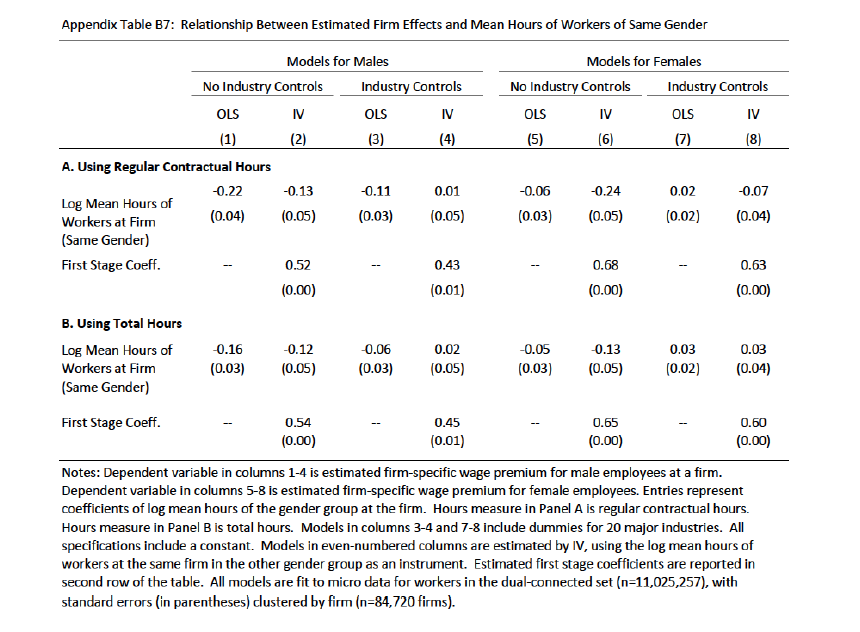 Appendix Table B7: Relationship Between Estimated Firm Effects and Mean Hours of Workers of Same Gender
Models for Males Models for Females
No Industry Controls Industry Controls No Industry Controls Industry Controls
OLS IV OLS IV OLS IV OLS IV
(1) (2) (3) (4) (5) (6) (7) (8)
A. Using Regular Contractual Hours
Log Mean Hours of Workers at Firm (Same Gender) -0.22 -0.13 -0.11 0.01 -0.06 -0.24 0.02 -0.07
(0.04) (0.05) (0.03) (0.05) (0.03) (0.05) (0.02) (0.04)
First Stage Coeff. -- 0.52 -- 0.43 -- 0.68 -- 0.63
(0.00) (0.01) (0.00) (0.00)
B. Using Total Hours
Log Mean Hours of -0.16 -0.12 -0.06 0.02 -0.05 -0.13 0.03 0.03
Workers at Firm (0.03) (0.05) (0.03) (0.05) (0.03) (0.05) (0.02) (0.04)
(Same Gender)
First Stage Coeff. -- 0.54 -- 0.45 -- 0.65 -- 0.60
(0.00) (0.01) (0.00) (0.00)
Notes: Dependent variable in columns 1-4 is estimated firm-specific wage premium for male employees at a firm.
Dependent variable in columns 5-8 is estimated firm-specific wage premium for female employees. Entries represent
coefficients of log mean hours of the gender group at the firm. Hours measure in Panel A is regular contractual hours.
Hours measure in Panel B is total hours. Models in columns 3-4 and 7-8 include dummies for 20 major industries. All
specifications include a constant. Models in even-numbered columns are estimated by IV, using the log mean hours of
workers at the same firm in the other gender group as an instrument. Estimated first stage coefficients are reported in
second row of the table. All models are fit to micro data for workers in the dual-connected set (n=11,025,257), with
standard errors (in parentheses) clustered by firm (n=84,720 firms).